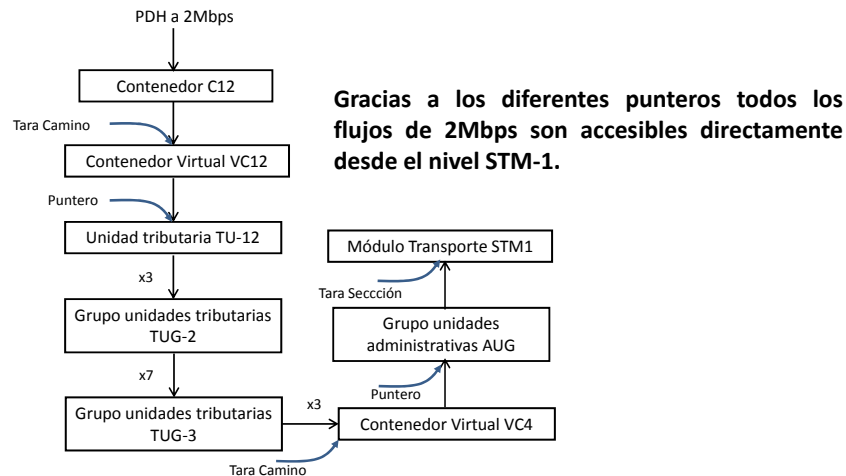 PDH a 2Mbps
Contenedor C12
Tara Camino
Contenedor Virtual VC12
Puntero
Unidad tributaria TU-12
x3
Grupo unidades tributarias
TUG-2
x7
Grupo unidades tributarias
TUG-3
x3
Tara Camino
Contenedor Virtual VC4
Puntero
Grupo unidades
administrativas AUG
Tara Seccción
Módulo Transporte STM1
Gracias a los diferentes punteros todos los
flujos de 2Mbps son accesibles directamente
desde el nivel STM-1.